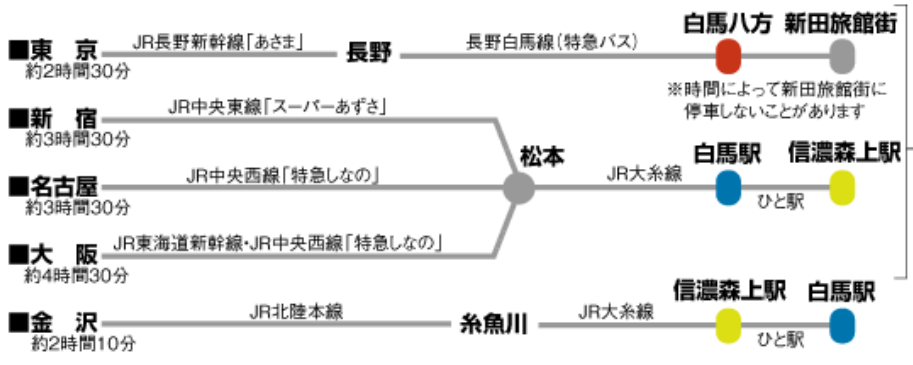 ■東　京
約2時間30分
JR長野新幹線「あさま」
長野
長野白馬線(特急バス)
白馬八方
新田旅館街
※時間によって新田旅館街に
停車しないことがあります
■新　宿
約3時間30分
JR中央東線「スーパーあずさ」
■名古屋
約3時間30分
JR中央西線「特急しなの」
■大　阪
約4時間30分
JR東海道新幹線・JR中央西線「特急しなの」
松本
JR大糸線
白馬駅
ひと駅
信濃森上駅
■金　沢
約2時間10分
JR北陸本線
糸魚川
JR大糸線
信濃森上駅
ひと駅
白馬駅